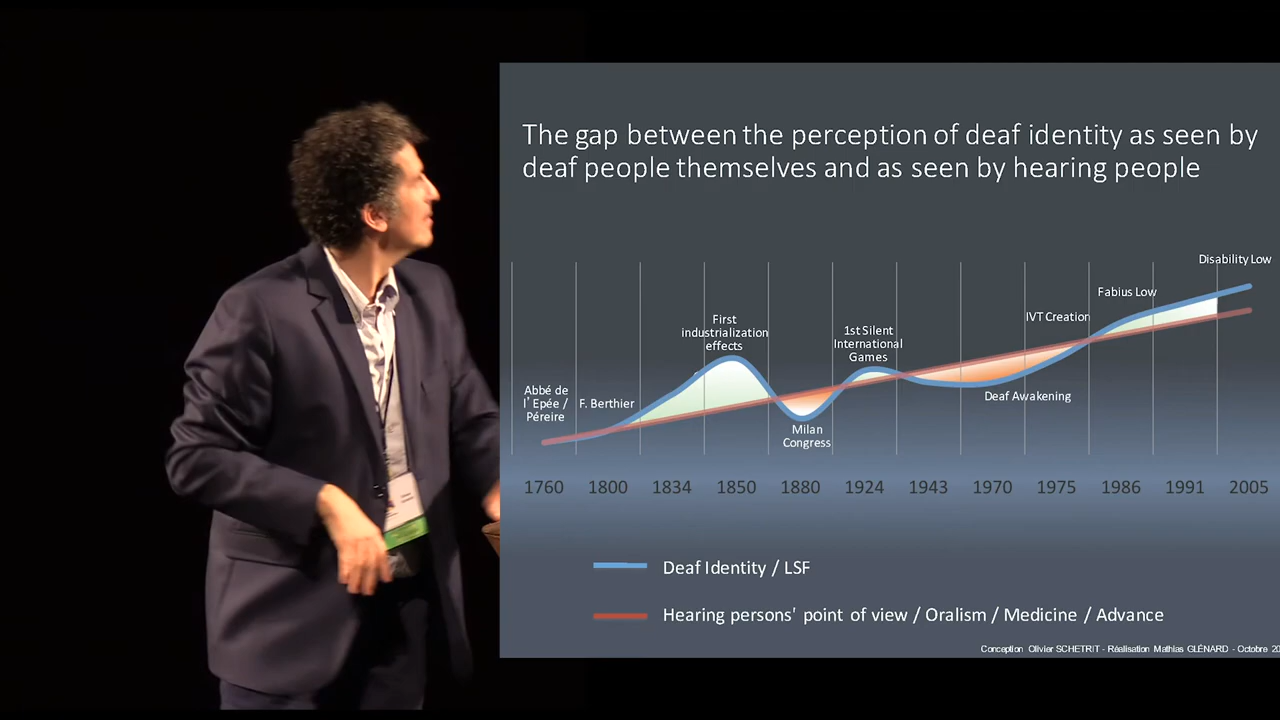 The gap between the perception of deaf identity as seen by
deaf people themselves and as seen by hearing people
Disability Low
Fabius Low
IVT Creation
First
industrialization
effects
1st Silent
International
Games
Abbé de
l'Epée /
Péreire
F. Berthier
Deaf Awakening
Milan
Congress
1760 1800 1834 1850 1880 1924 1943 1970 1975 1986 1991 2005
Deaf Identity / LSF
Hearing persons' point of view / Oralism / Medicine / Advance
Conception Olivier SCHETRIT - Réalisation Mathias GLÉNARD - Octobre 20